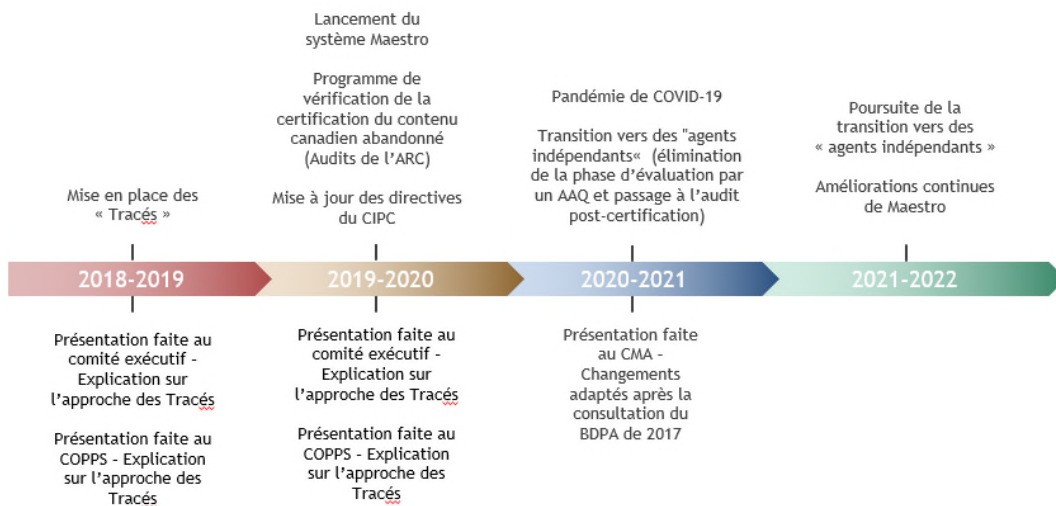 Mise en place des
« Tracés »
Lancement du
système Maestro
Programme de
vérification de la
certification du contenu
canadien abandonné
(Audits de l’ARC)
Mise à jour des directives
du CIPC
Pandémie de COVID-19
Transition vers des "agents
indépendants« (élimination
de la phase d’évaluation par
un AAQ et passage à l’audit
post-certification)
Poursuite de la
transition vers des
« agents indépendants »
Améliorations continues
de Maestro
2018-2019
2019-2020
2020-2021
2021-2022
Présentation faite au
comité exécutif -
Explication sur
l’approche des Tracés
Présentation faite au
COPPS - Explication
sur l’approche des
Tracés
Présentation faite au
comité exécutif -
Explication sur
l’approche des Tracés
Présentation faite au
COPPS - Explication
sur l’approche des
Tracés
Présentation faite
au CMA -
Changements
adaptés après la
consultation du
BDPA de 2017